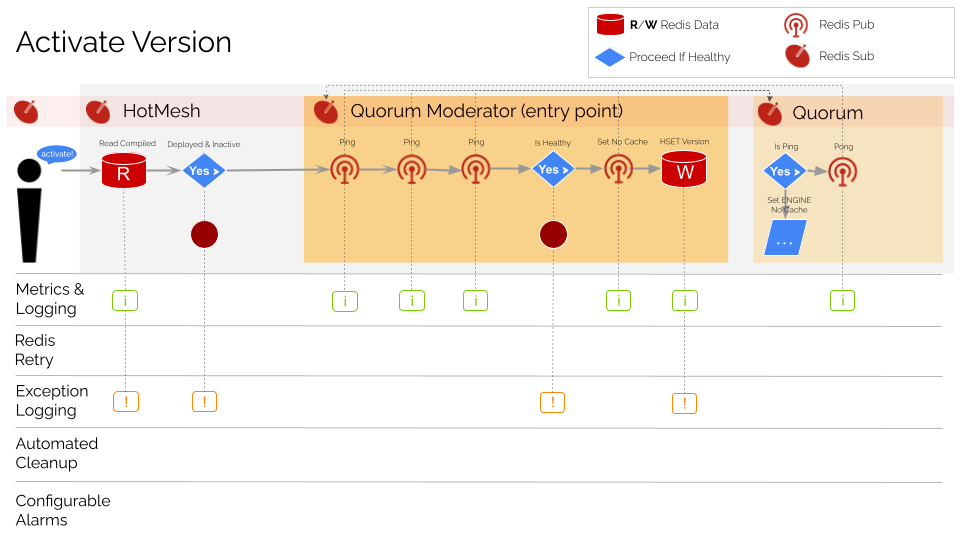 Activate Version
R/W Redis Data
Redis Pub
Proceed If Healthy
Redis Sub
HotMesh
Quorum Moderator (entry point)
Quorum
activate!
Read Compiled
Deployed & Inactive
Ping
Ping
Ping
Is Healthy
Set No Cache
HSET Version
Is Ping
Pong
R
Yes >
Yes >
W
Yes >
Set ENGINE
No Cache
...
Metrics &
Logging
i
i
i
i
i
i
i
Redis
Retry
Exception
Logging
!
!
!
!
Automated
Cleanup
Configurable
Alarms